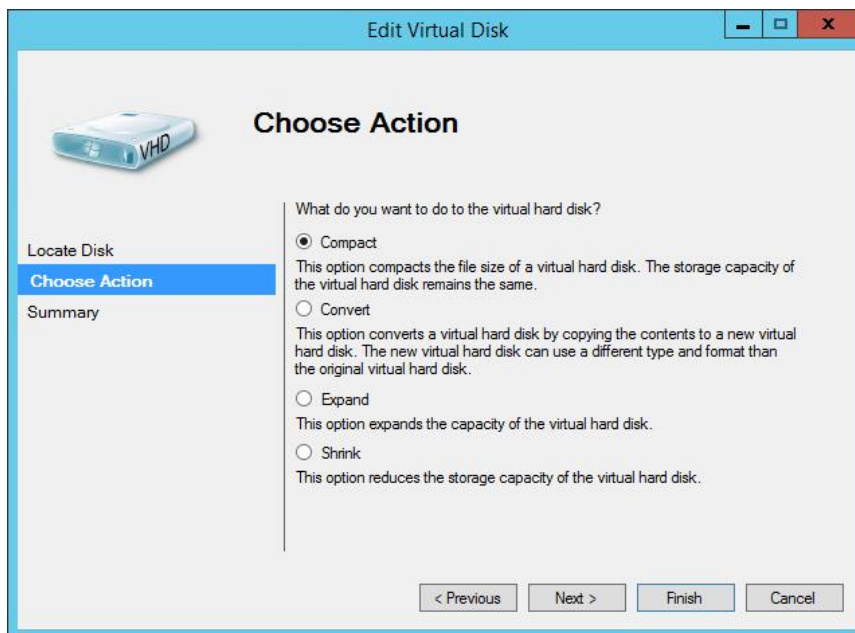 Edit Virtual Disk
VHD
Choose Action
Locate Disk
Choose Action
Summary
What do you want to do to the virtual hard disk?
Compact
This option compacts the file size of a virtual hard disk. The storage capacity of
the virtual hard disk remains the same.
Convert
This option converts a virtual hard disk by copying the contents to a new virtual
hard disk. The new virtual hard disk can use a different type and format than
the original virtual hard disk.
Expand
This option expands the capacity of the virtual hard disk.
Shrink
This option reduces the storage capacity of the virtual hard disk.
< Previous
Next >
Finish
Cancel